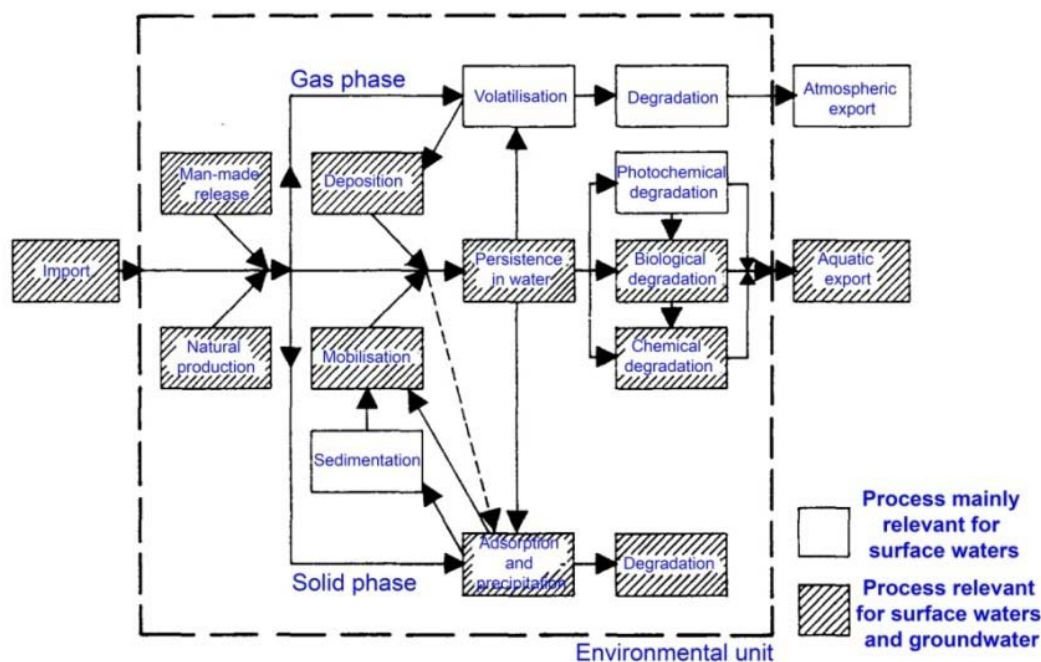 Gas phase
Volatilisation
Degradation
Atmospheric
export
Man-made
release
Deposition
Photochemical
degradation
Import
Persistence
in water
Biological
degradation
Aquatic
export
Natural
production
Mobilisation
Chemical
degradation
Sedimentation
Adsorption
and
precipitation
Degradation
Solid phase
Process mainly
relevant for
surface waters
Process relevant
for surface waters
and groundwater
Environmental unit